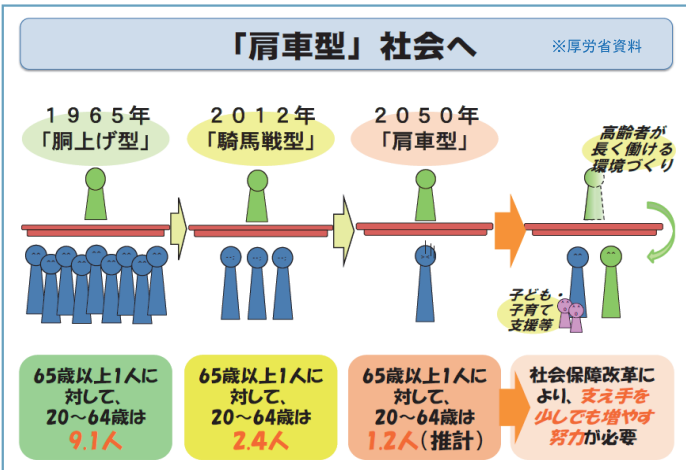 「肩車型」社会へ
※厚労省資料
1965年
「胴上げ型」
2012年
「騎馬戦型」
2050年
「肩車型」
高齢者が
長く働ける
環境づくり
子ども・
子育て
支援等
65歳以上1人に
対して、
20～64歳は
9.1人
65歳以上1人に
対して、
20～64歳は
2.4人
65歳以上1人に
対して、
20～64歳は
1.2人(推計)
社会保障改革に
より、支え手を
少しでも増やす
努力が必要